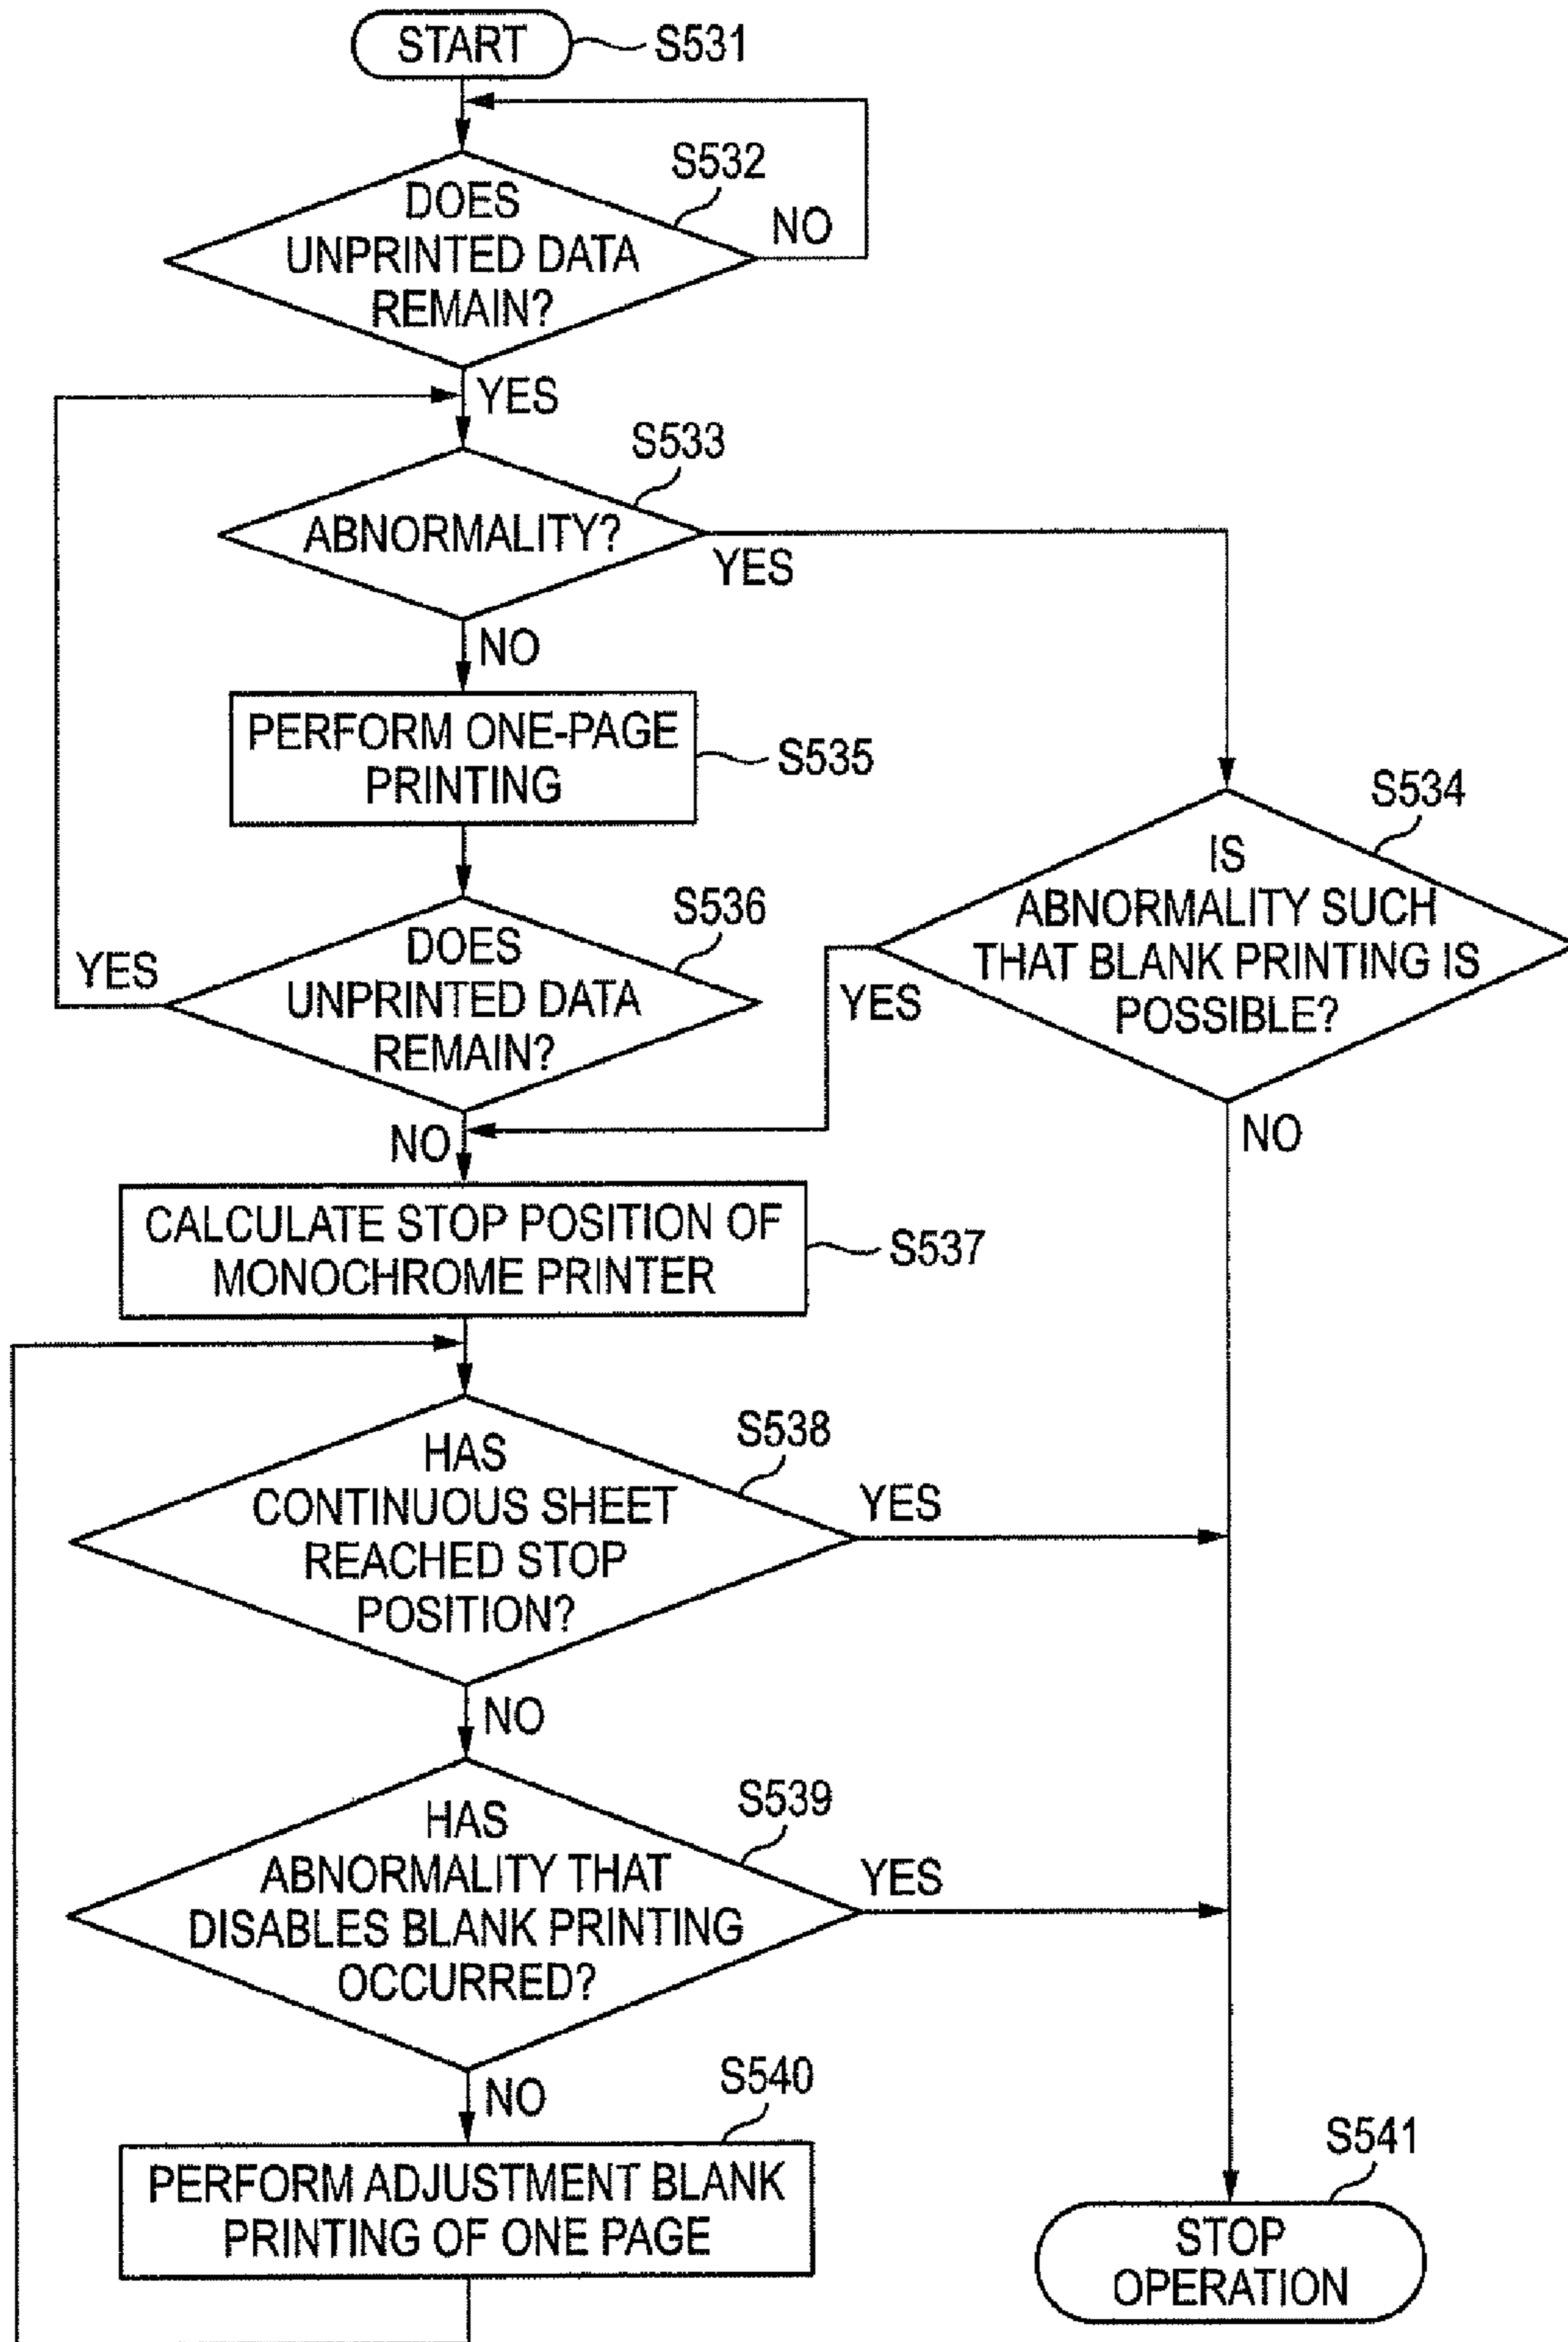 START
S531
S532
DOES
UNPRINTED DATA
REMAIN?
NO
YES
S533
ABNORMALITY?
YES
NO
PERFORM ONE-PAGE
PRINTING
S535
S534
IS
ABNORMALITY SUCH
THAT BLANK PRINTING IS
POSSIBLE?
YES
NO
S536
DOES
UNPRINTED DATA
REMAIN?
YES
NO
CALCULATE STOP POSITION OF
MONOCHROME PRINTER
S537
S538
HAS
CONTINUOUS SHEET
REACHED STOP
POSITION?
YES
NO
S539
HAS
ABNORMALITY THAT
DISABLES BLANK PRINTING
OCCURRED?
YES
NO
S540
PERFORM ADJUSTMENT BLANK
PRINTING OF ONE PAGE
S541
STOP
OPERATION